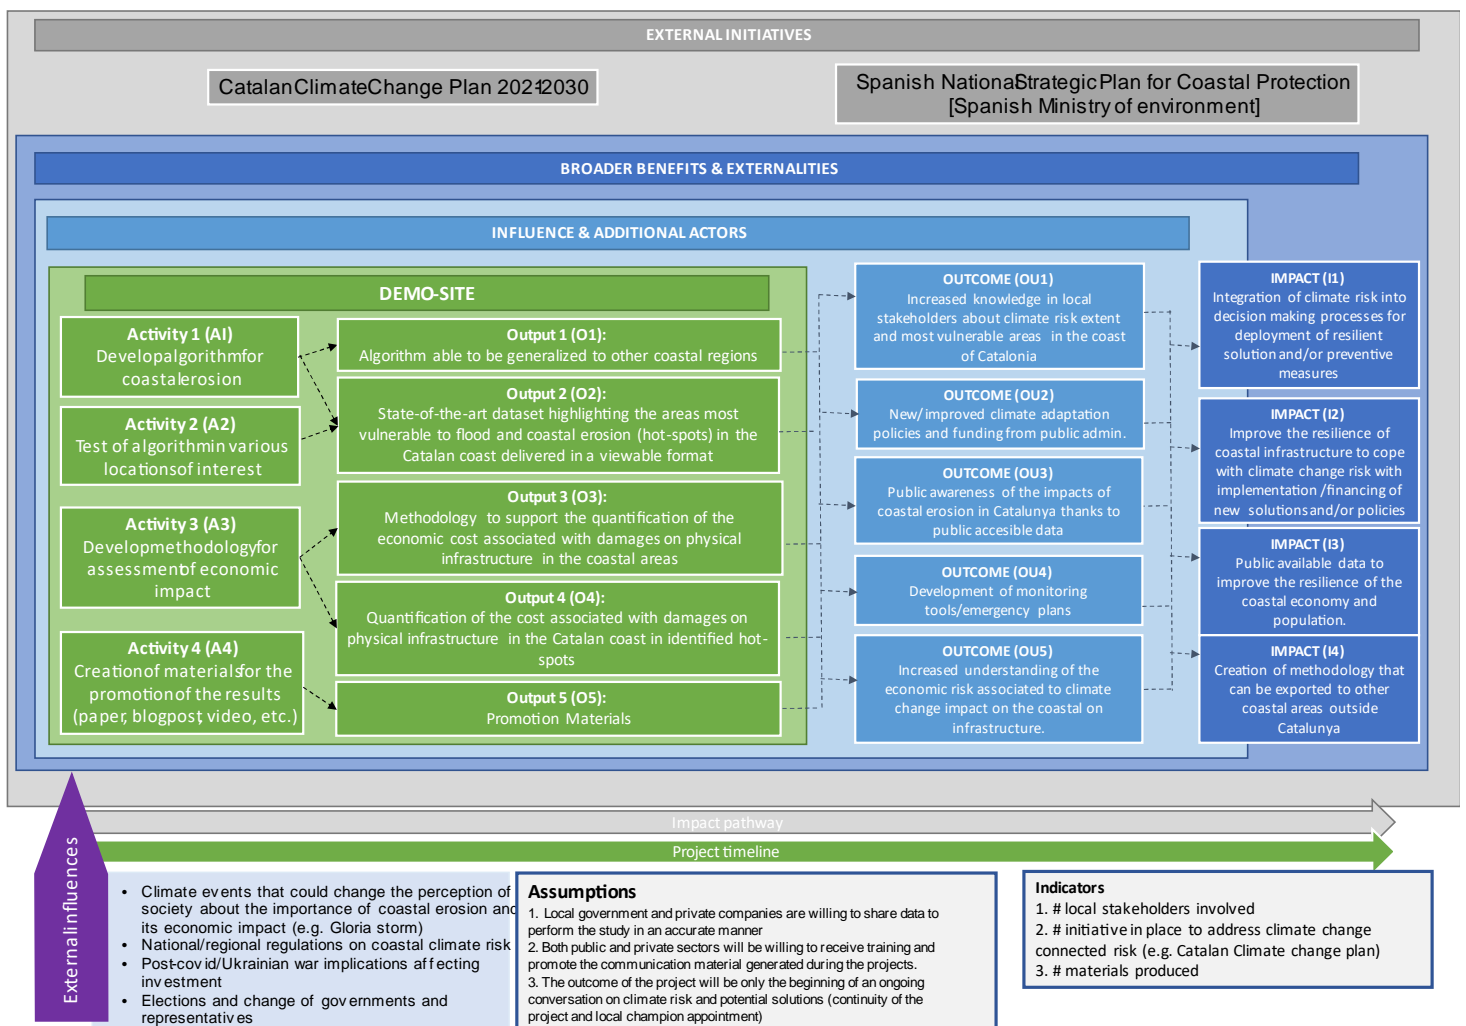 EXTERNAL INITIATIVES
CatalanClimateChange Plan 2021-2030
Spanish NationalStrategicPlan for Coastal Protection
[Spanish Ministry of environment]
BROADER BENEFITS & EXTERNALITIES
INFLUENCE & ADDITIONAL ACTORS
DEMO-SITE
Activity 1 (AI)
Developalgorithmfor
coastalerosion
Activity 2 (A2)
Test of algorithmin various
locationsof interest
Activity 3 (A3)
Developmethodologyfor
assessmentof economic
impact
Activity 4 (A4)
Creationof materialsfor the
promotionof the results
(paper, blogpost, video, etc.)
Output 1 (O1):
Algorithm able to be generalized to other coastal regions
Output 2 (O2):
State-of-the-art dataset highlighting the areas most
vulnerable to flood and coastal erosion (hot-spots) in the
Catalan coast delivered in a viewable format
Output 3 (O3):
Methodology to support the quantification of the
economic cost associated with damages on physical
infrastructure in the coastal areas
Output 4 (O4):
Quantification of the cost associated with damages on
physical infrastructure in the Catalan coast in identified hot-
spots
Output 5 (O5):
Promotion Materials
OUTCOME (OU1)
Increased knowledge in local
stakeholders about climate risk extent
and most vulnerable areas in the coast
of Catalonia
OUTCOME (OU2)
New/improved climate adaptation
policies and funding from public admin.
OUTCOME (OU3)
Public awareness of the impacts of
coastal erosion in Catalunya thanks to
public accesible data
OUTCOME (OU4)
Development of monitoring
tools/emergency plans
OUTCOME (OU5)
Increased understanding of the
economic risk associated to climate
change impact on the coastal on
infrastructure.
IMPACT (I1)
Integration of climate risk into
decision making processes for
deployment of resilient
solution and/or preventive
measures
IMPACT (I2)
Improve the resilience of
coastal infrastructure to cope
with climate change risk with
implementation /financing of
new solutions and/or policies
IMPACT (I3)
Public available data to
improve the resilience of the
coastal economy and
population.
IMPACT (I4)
Creation of methodology that
can be exported to other
coastal areas outside
Catalunya
Impact pathway
Project timeline
External influences
• Climate events that could change the perception of
society about the importance of coastal erosion and
its economic impact (e.g. Gloria storm)
• National/regional regulations on coastal climate risk
• Post-covid/Ukrainian war implications affecting
investment
• Elections and change of governments and
representatives
Assumptions
1. Local government and private companies are willing to share data to
perform the study in an accurate manner
2. Both public and private sectors will be willing to receive training and
promote the communication material generated during the projects.
3. The outcome of the project will be only the beginning of an ongoing
conversation on climate risk and potential solutions (continuity of the
project and local champion appointment)
Indicators
1. # local stakeholders involved
2. # initiative in place to address climate change
connected risk (e.g. Catalan Climate change plan)
3. # materials produced